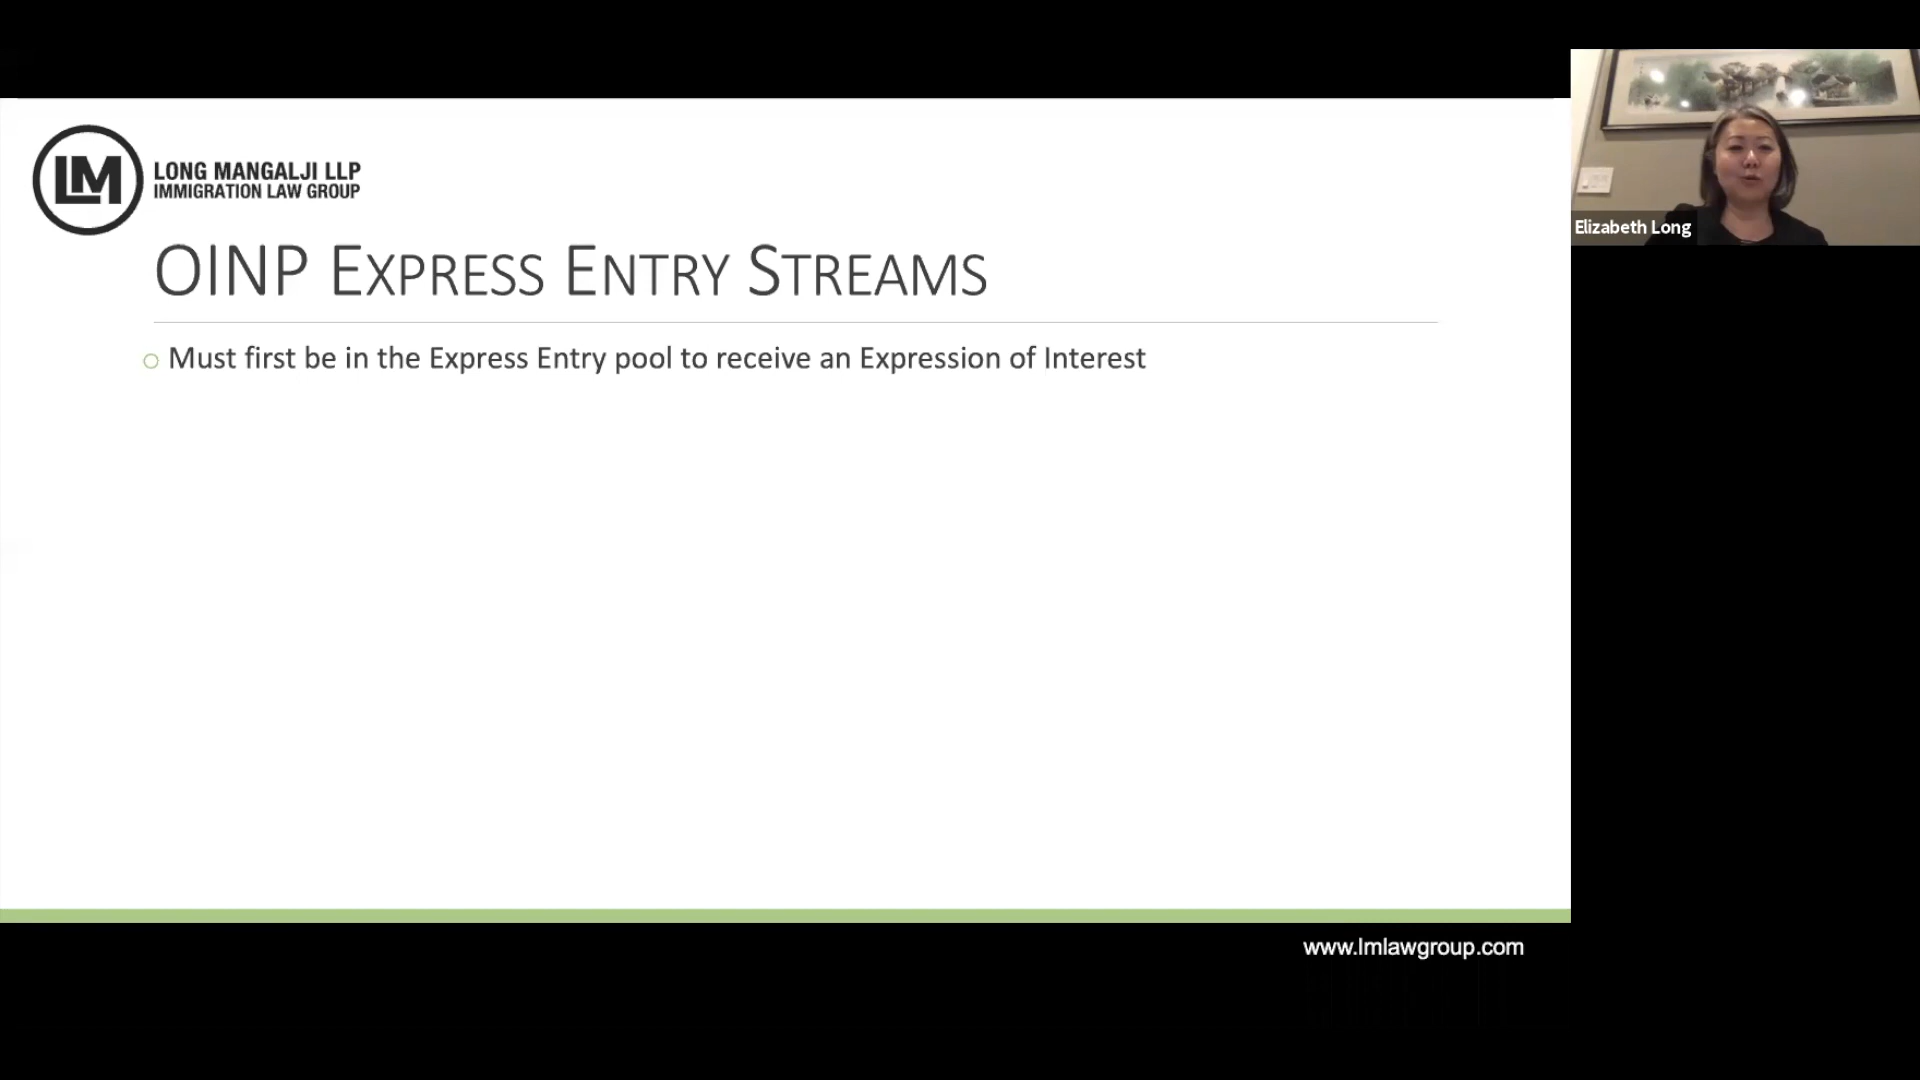 LM
LONG MANGALJI LLP
IMMIGRATION LAW GROUP
Elizabeth Long
OINP EXPRESS ENTRY STREAMS
Must first be in the Express Entry pool to receive an Expression of Interest
www.lmlawgroup.com